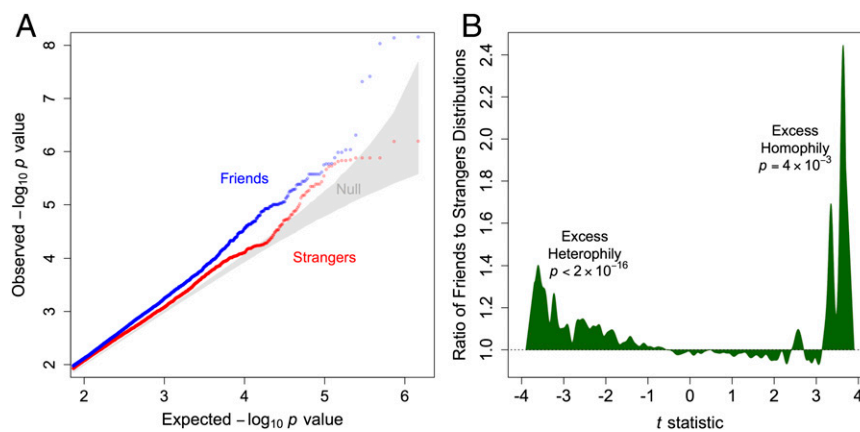 A
Observed −log10 p value
8
7
6
5
4
3
2
Friends
Null
Strangers
2
3
4
5
6
Expected −log10 p value
B
Ratio of Friends to Strangers Distributions
2.4
2.2
2.0
1.8
1.6
1.4
1.2
1.0
Excess
Homophily
p = 4 × 10⁻³
Excess
Heterophily
p < 2 × 10⁻¹⁶
-4
-3
-2
-1
0
1
2
3
4
t statistic